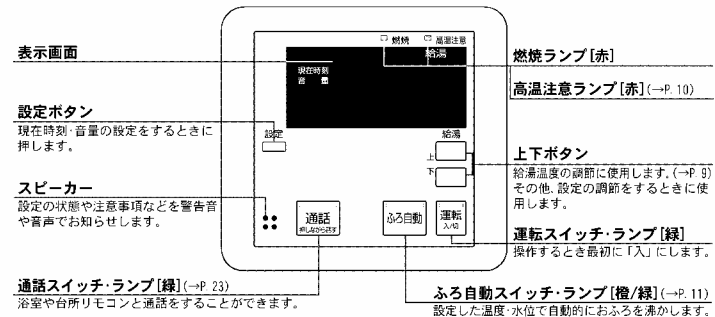 表示画面
設定ボタン
現在時刻・音量の設定をするときに
押します。
スピーカー
設定の状態や注意事項などを警告音
や音声でお知らせします。
通話スイッチ・ランプ[緑](→P. 23)
浴室や台所リモコンと通話をすることができます。
燃焼
高温注意
給湯
現在時刻
音 量
設定
給湯
上
下
通話
押しながら話す
ふろ自動
運転
入/切
燃焼ランプ[赤]
高温注意ランプ[赤](→P. 10)
上下ボタン
給湯温度の調節に使用します。(→P. 9)
その他、設定の調節をするときに使
用します。
運転スイッチ・ランプ[緑]
操作するとき最初に「入」にします。
ふろ自動スイッチ・ランプ[橙/緑](→P. 11)
設定した温度・水位で自動的におふろを沸かします。